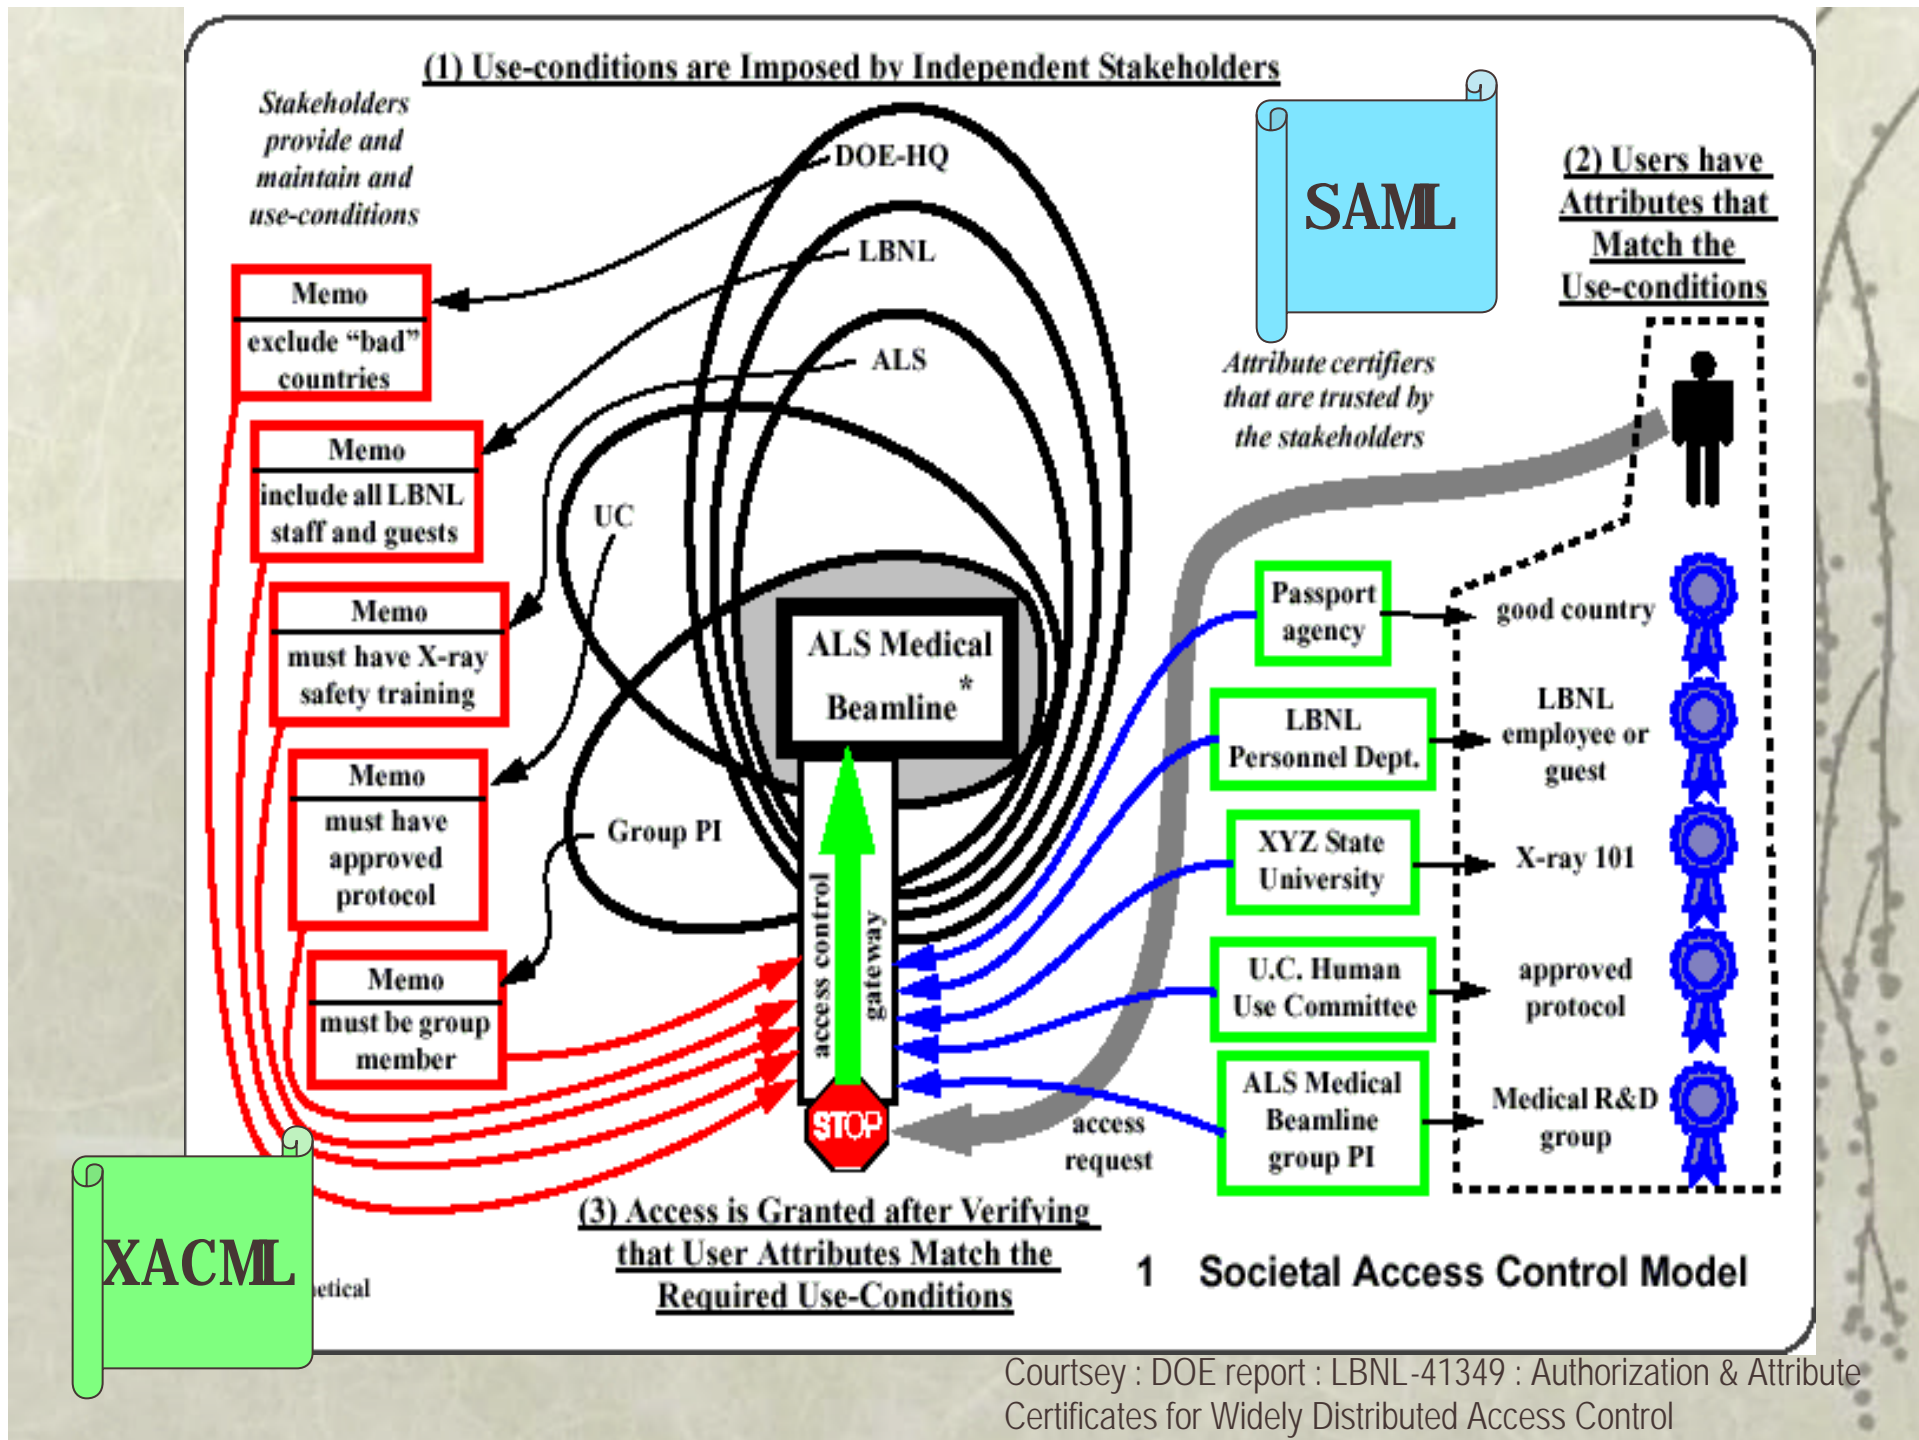 (1) Use-conditions are Imposed by Independent Stakeholders
Stakeholders
provide and
maintain and
use-conditions
DOE-HQ
LBNL
ALS
UC
Group PI
Memo
exclude “bad”
countries
Memo
include all LBNL
staff and guests
Memo
must have X-ray
safety training
Memo
must have
approved
protocol
Memo
must be group
member
ALS Medical
Beamline *
access control
gateway
STOP
SAML
(2) Users have
Attributes that
Match the
Use-conditions
Attribute certifiers
that are trusted by
the stakeholders
Passport
agency
good country
LBNL
Personnel Dept.
LBNL
employee or
guest
XYZ State
University
X-ray 101
U.C. Human
Use Committee
approved
protocol
ALS Medical
Beamline
group PI
Medical R&D
group
access
request
(3) Access is Granted after Verifying
that User Attributes Match the
Required Use-Conditions
XACML
1 Societal Access Control Model
Courtsey : DOE report : LBNL-41349 : Authorization & Attribute
Certificates for Widely Distributed Access Control